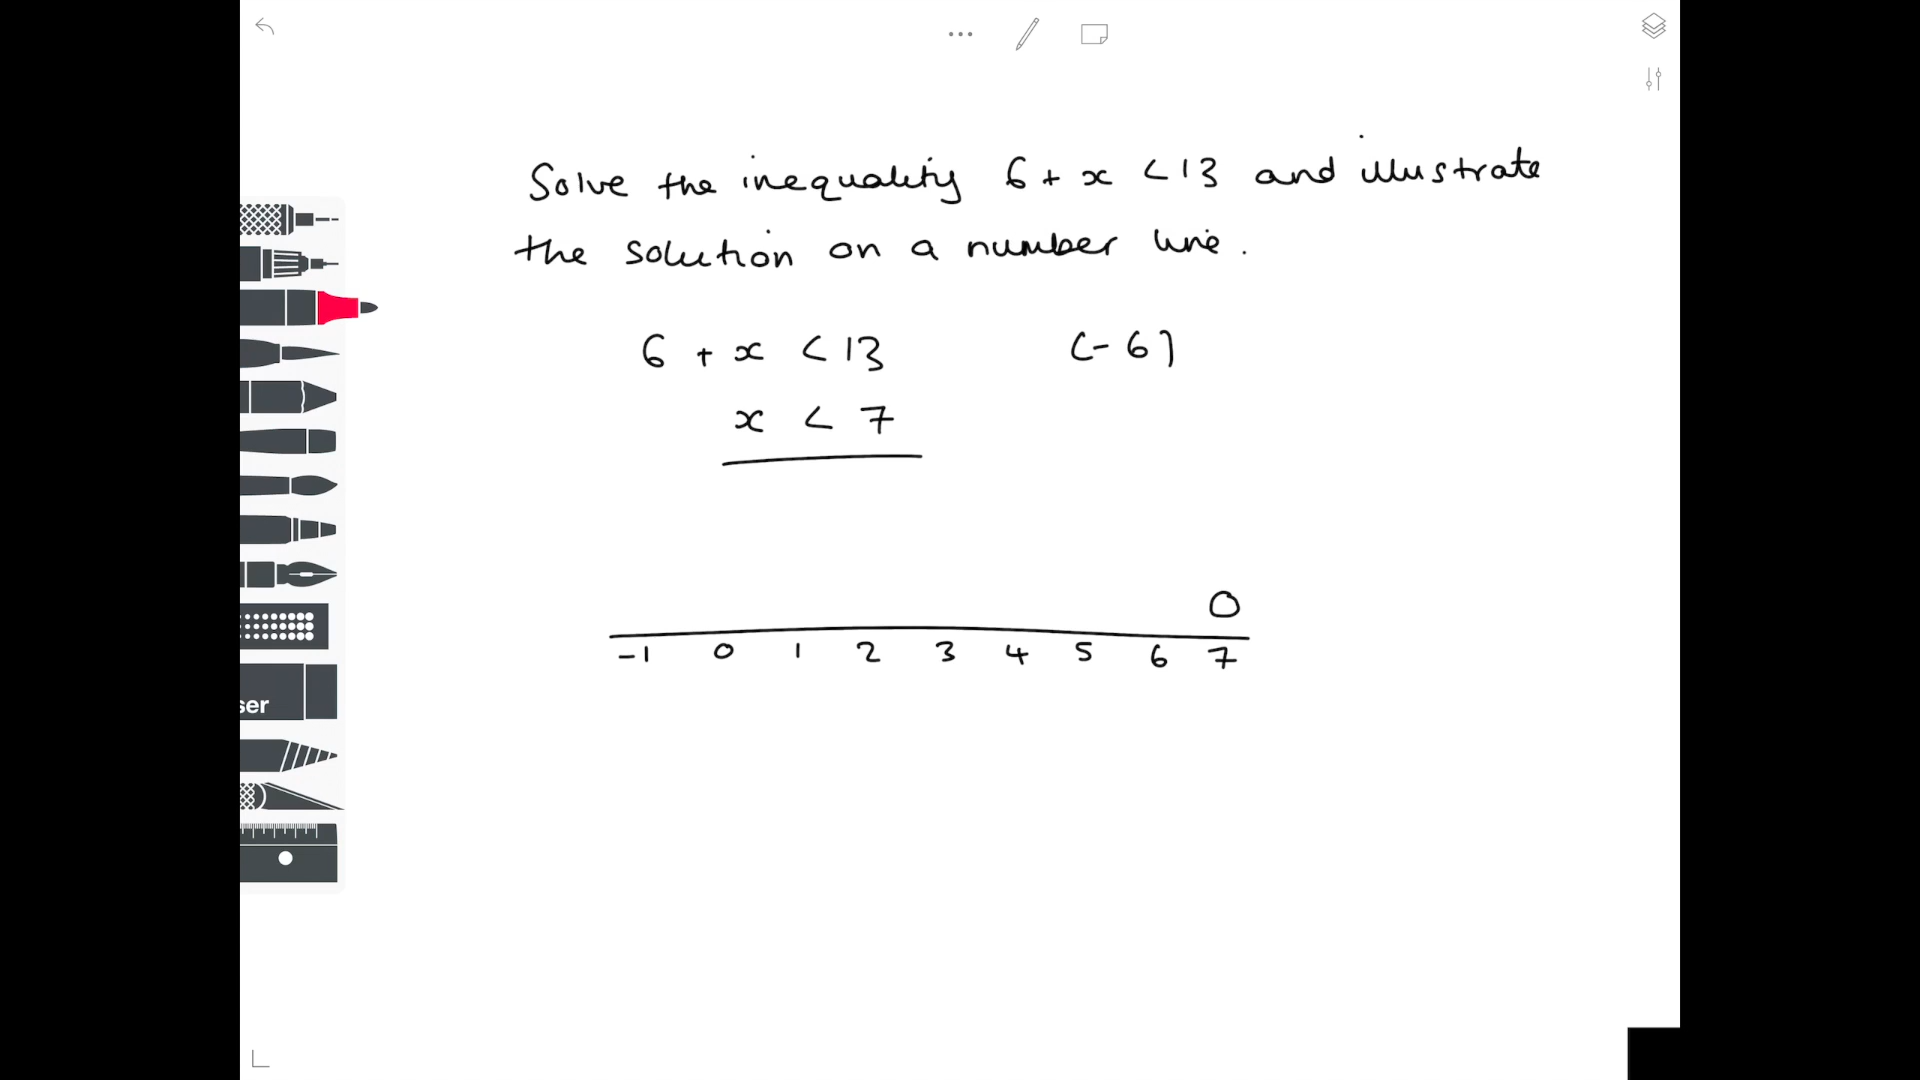 Solve the inequality 6 + x < 13 and illustrate
the solution on a number line.
6 + x < 13 (- 6)
x < 7
ser
-1 0 1 2 3 4 5 6 7